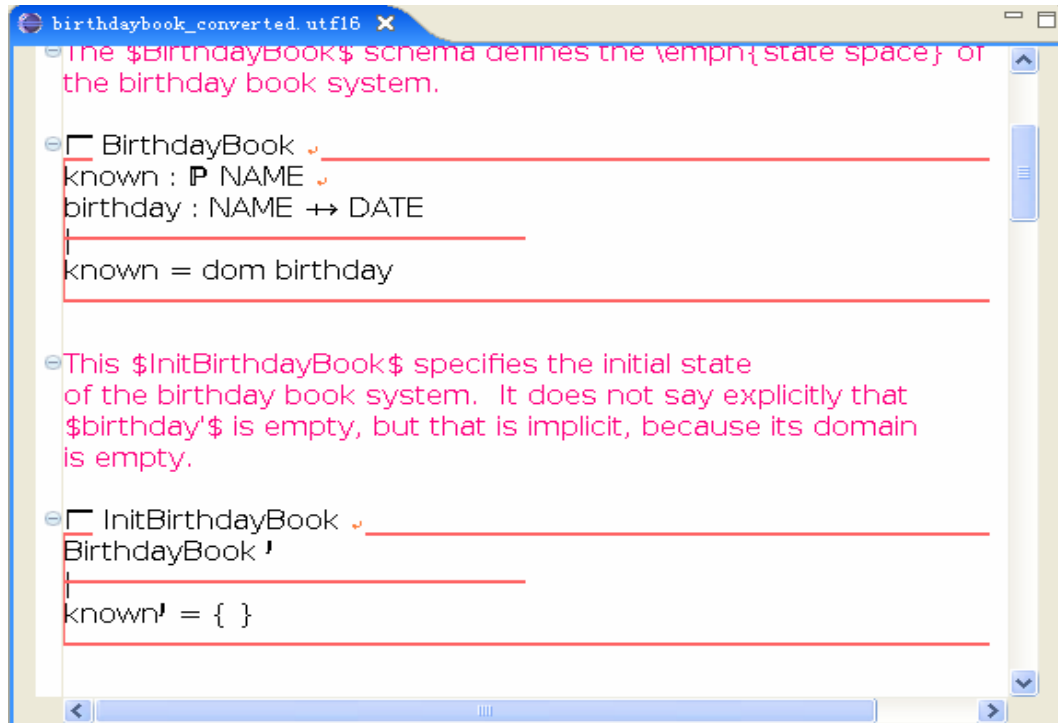 birthdaybook_converted.utf16
The $BirthdayBook$ schema defines the \emph{state space} of
the birthday book system.
┌ BirthdayBook ↵
known : ℙ NAME ↵
birthday : NAME ⇸ DATE
|
known = dom birthday
This $InitBirthdayBook$ specifies the initial state
of the birthday book system. It does not say explicitly that
$birthday'$ is empty, but that is implicit, because its domain
is empty.
┌ InitBirthdayBook ↵
BirthdayBook ′
|
known′ = { }